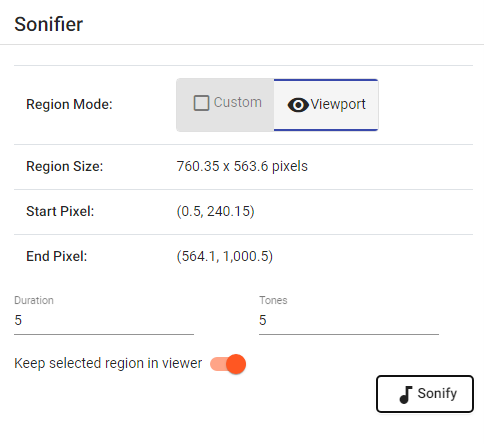 Sonifier
Region Mode: Custom Viewport
Region Size: 760.35 x 563.6 pixels
Start Pixel: (0.5, 240.15)
End Pixel: (564.1, 1,000.5)
Duration Tones
5 5
Keep selected region in viewer
Sonify